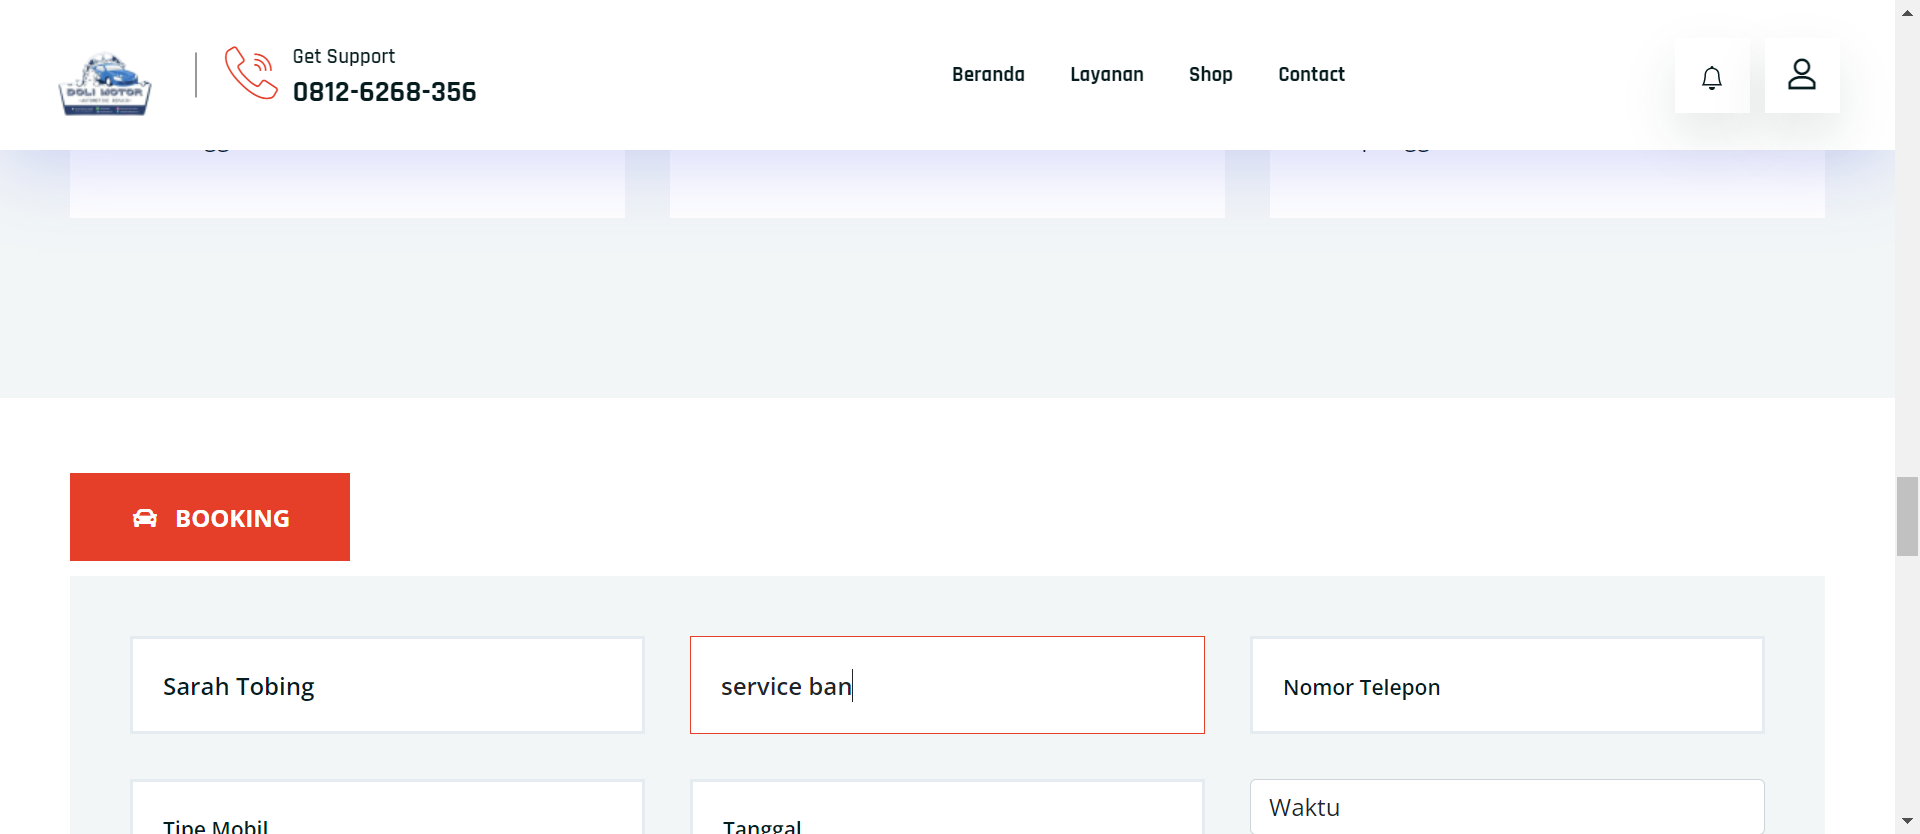 DOLI MOTOR
Get Support
0812-6268-356
Beranda
Layanan
Shop
Contact
BOOKING
Sarah Tobing
service ban
Nomor Telepon
Tipe Mobil
Tanggal
Waktu